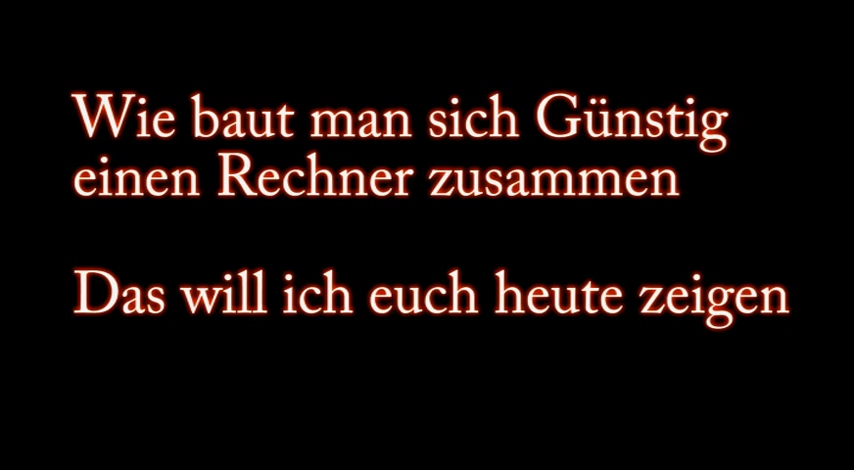 Wie baut man sich Günstig
einen Rechner zusammen
Das will ich euch heute zeigen